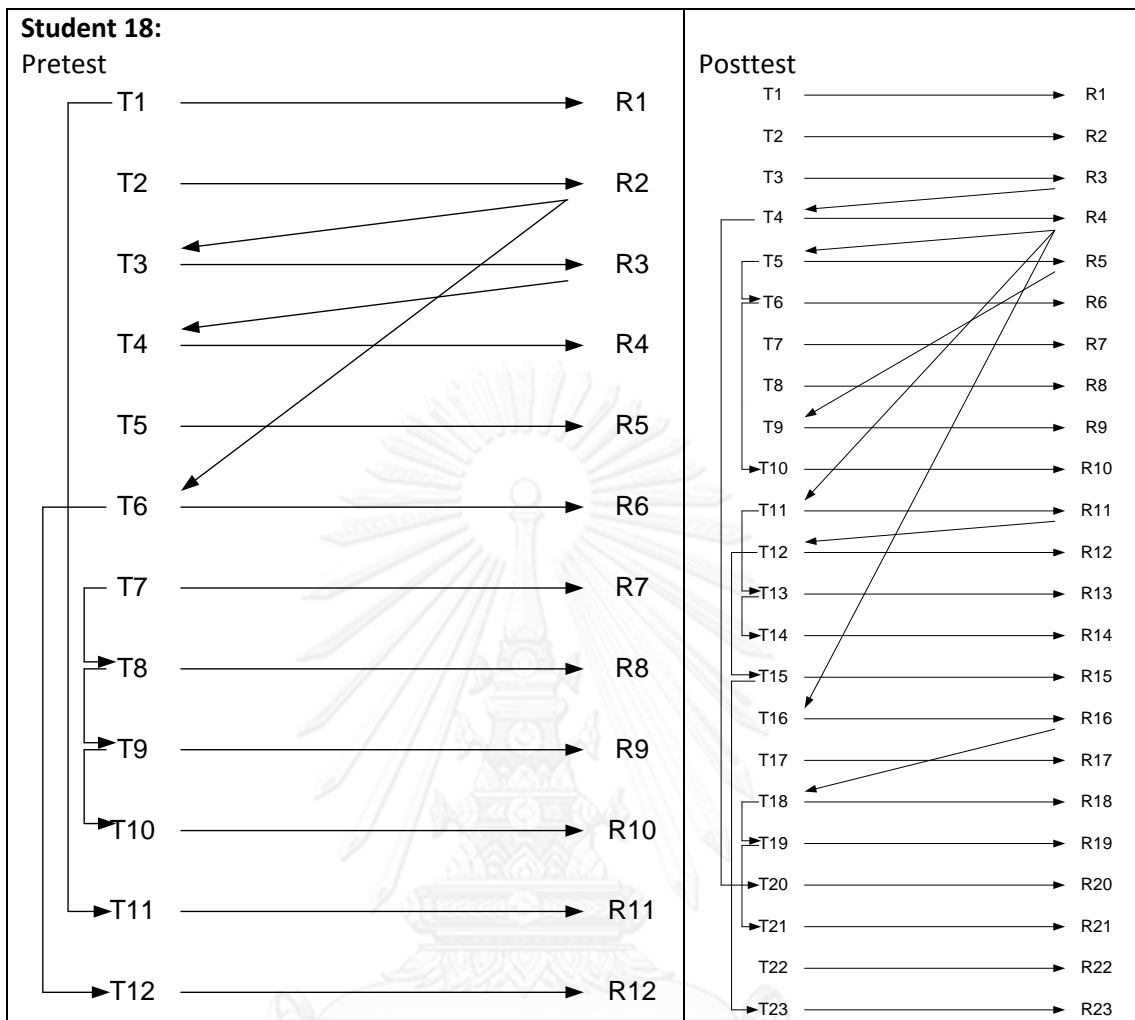 Student 18:
Pretest
T1 R1
T2 R2
T3 R3
T4 R4
T5 R5
T6 R6
T7 R7
T8 R8
T9 R9
T10 R10
T11 R11
T12 R12
Posttest
T1 R1
T2 R2
T3 R3
T4 R4
T5 R5
T6 R6
T7 R7
T8 R8
T9 R9
T10 R10
T11 R11
T12 R12
T13 R13
T14 R14
T15 R15
T16 R16
T17 R17
T18 R18
T19 R19
T20 R20
T21 R21
T22 R22
T23 R23